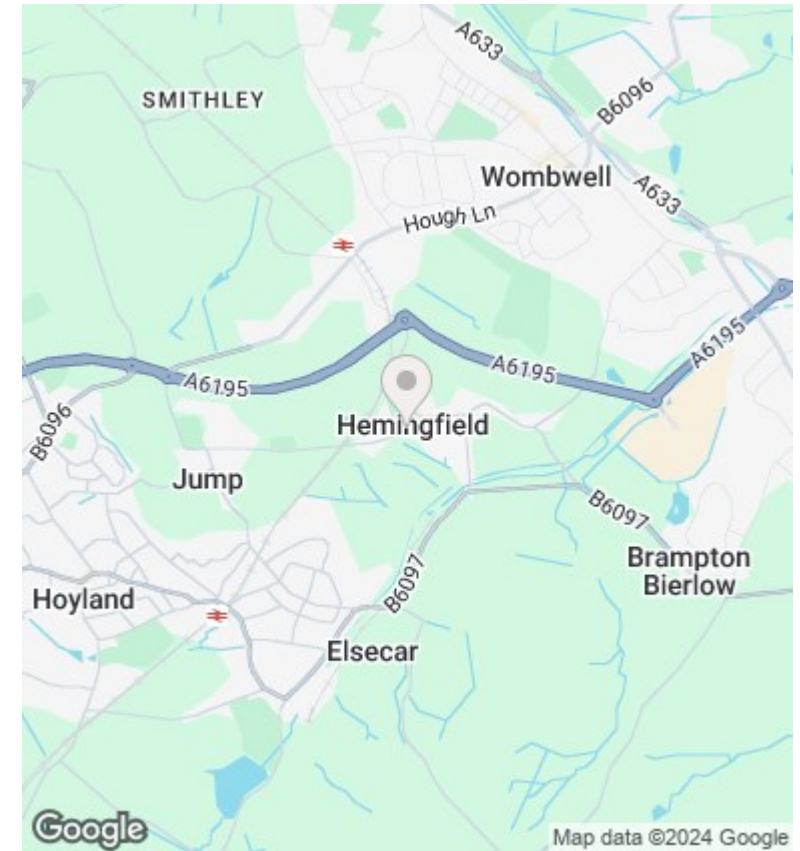 A633
SMITHLEY
B6096
Wombwell
A633
Hough Ln
A6195
A6195
A6195
B6096
Hemingfield
Jump
B6097
B6097
Brampton
Bierlow
Hoyland
Elsecar
Google
Map data ©2024 Google